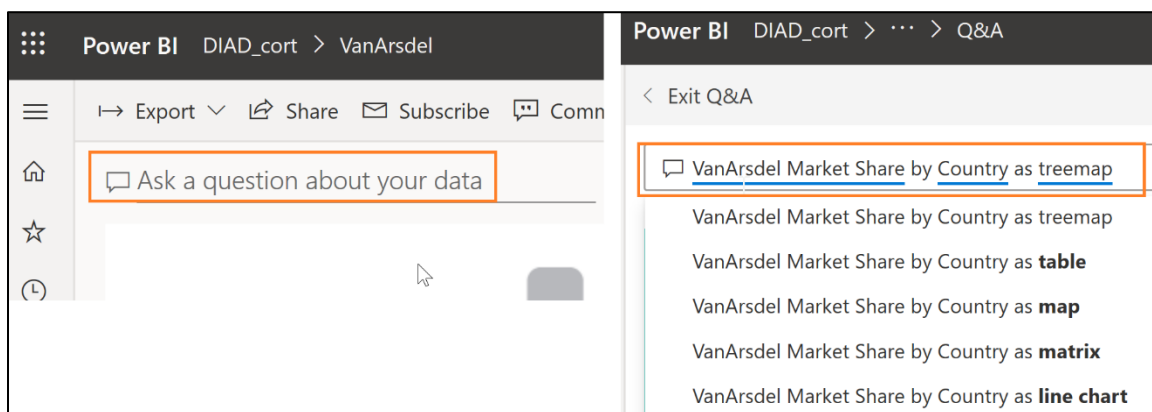 Power BI DIAD_cort > VanArsdel
Export Share Subscribe Comm
Ask a question about your data
Power BI DIAD_cort > ··· > Q&A
< Exit Q&A
VanArsdel Market Share by Country as treemap
VanArsdel Market Share by Country as treemap
VanArsdel Market Share by Country as table
VanArsdel Market Share by Country as map
VanArsdel Market Share by Country as matrix
VanArsdel Market Share by Country as line chart